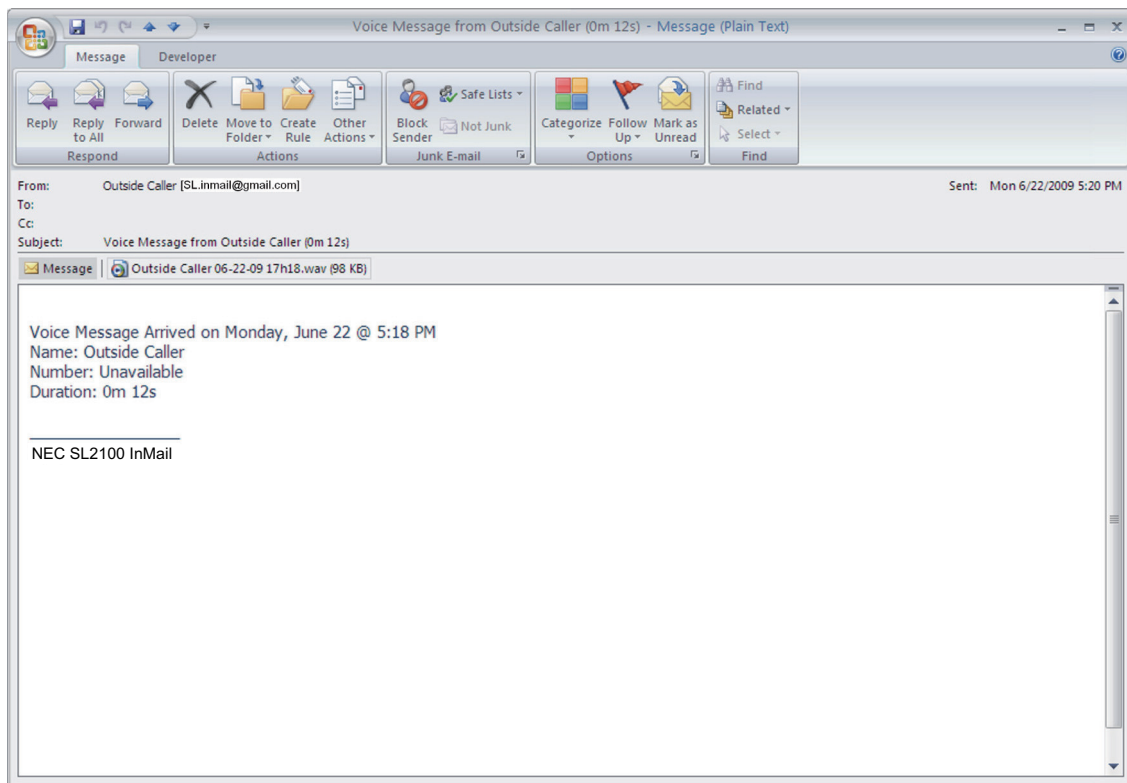 Voice Message from Outside Caller (0m 12s) - Message (Plain Text)
Message Developer
Reply Reply to All Forward
Respond
Delete Move to Folder Create Rule Other Actions
Actions
Block Sender Safe Lists Not Junk
Junk E-mail
Categorize Follow Up Mark as Unread
Options
Find Related Select
Find
From: Outside Caller [SL.inmail@gmail.com] Sent: Mon 6/22/2009 5:20 PM
To:
Cc:
Subject: Voice Message from Outside Caller (0m 12s)
Message Outside Caller 06-22-09 17h18.wav (98 KB)
Voice Message Arrived on Monday, June 22 @ 5:18 PM
Name: Outside Caller
Number: Unavailable
Duration: 0m 12s
NEC SL2100 InMail